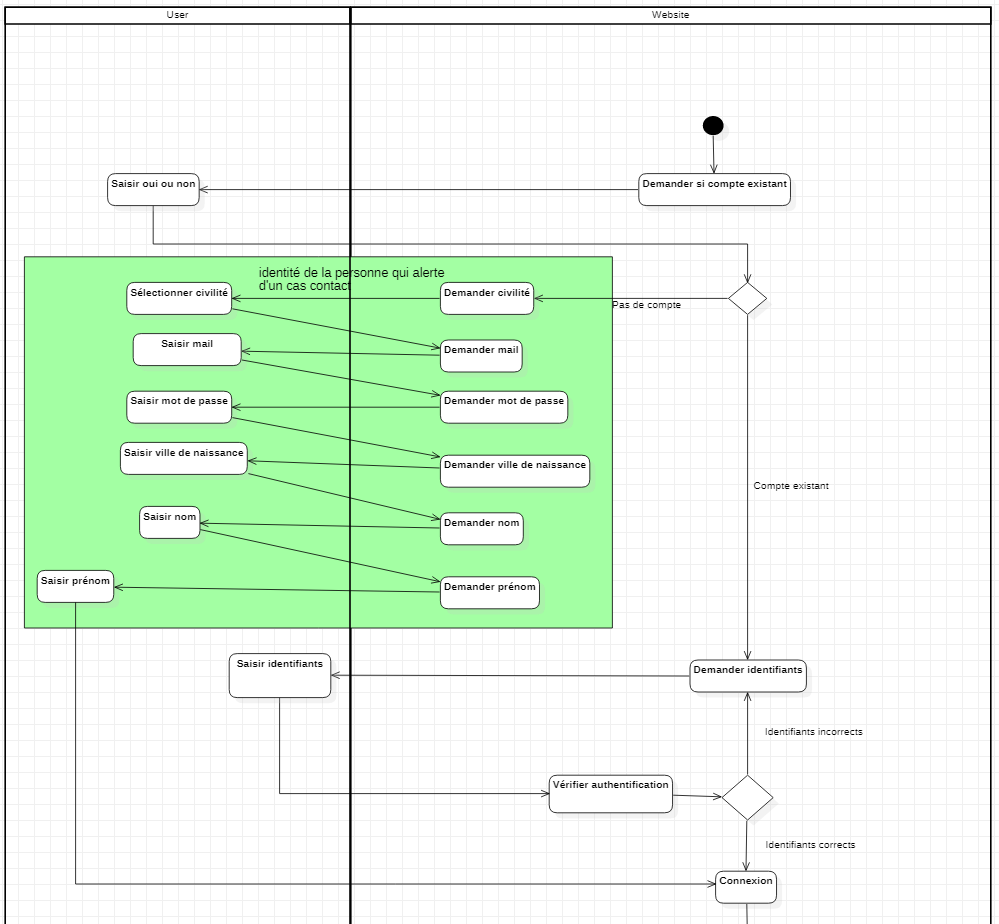 User
Website
Saisir oui ou non
Demander si compte existant
identité de la personne qui alerte
d'un cas contact
Sélectionner civilité
Demander civilité
Pas de compte
Saisir mail
Demander mail
Saisir mot de passe
Demander mot de passe
Saisir ville de naissance
Demander ville de naissance
Compte existant
Saisir nom
Demander nom
Saisir prénom
Demander prénom
Saisir identifiants
Demander identifiants
Identifiants incorrects
Vérifier authentification
Identifiants corrects
Connexion